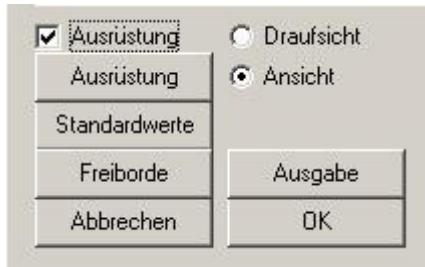 Ausrüstung Draufsicht
Ausrüstung Ansicht
Standardwerte
Freiborde Ausgabe
Abbrechen OK